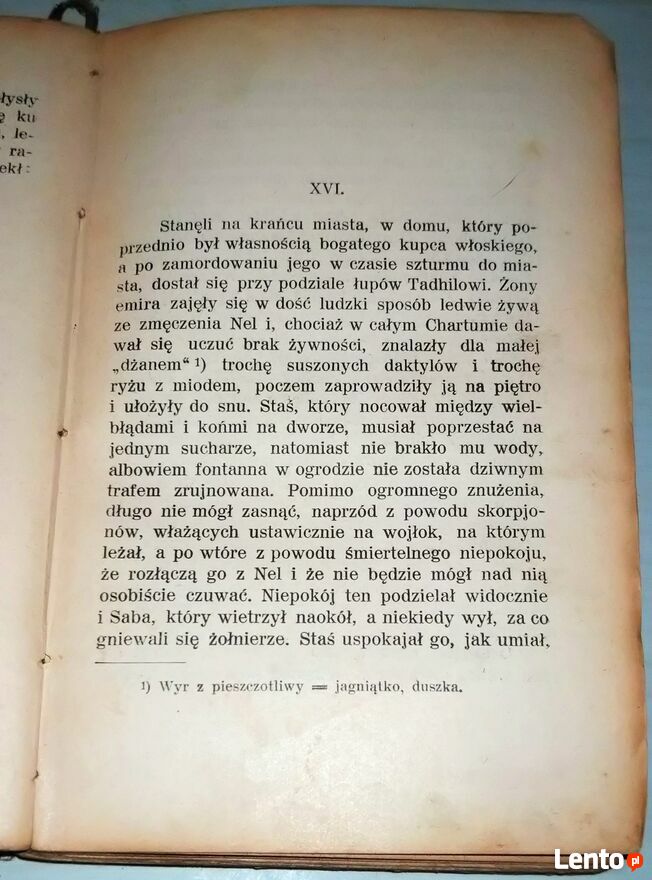 łysły
ę ku
, le-
ra-
ekł:
XVI.
Stanęli na krańcu miasta, w domu, który po-
przednio był własnością bogatego kupca włoskiego,
a po zamordowaniu jego w czasie szturmu do mia-
sta, dostał się przy podziale łupów Tadhilowi. Żony
emira zajęły się w dość ludzki sposób ledwie żywą
ze zmęczenia Nel i, chociaż w całym Chartumie da-
wał się uczuć brak żywności, znalazły dla małej
„dżanem“ ¹) trochę suszonych daktylów i trochę
ryżu z miodem, poczem zaprowadziły ją na piętro
i ułożyły do snu. Staś, który nocował między wiel-
błądami i końmi na dworze, musiał poprzestać na
jednym sucharze, natomiast nie brakło mu wody,
albowiem fontanna w ogrodzie nie została dziwnym
trafem zrujnowana. Pomimo ogromnego znużenia,
długo nie mógł zasnąć, naprzód z powodu skorpjo-
nów, włażących ustawicznie na wojłok, na którym
leżał, a po wtóre z powodu śmiertelnego niepokoju,
że rozłączą go z Nel i że nie będzie mógł nad nią
osobiście czuwać. Niepokój ten podzielał widocznie
i Saba, który wietrzył naokół, a niekiedy wył, za co
gniewali się żołnierze. Staś uspokajał go, jak umiał,
¹) Wyr z pieszczotliwy = jagniątko, duszka.
Lento.pl